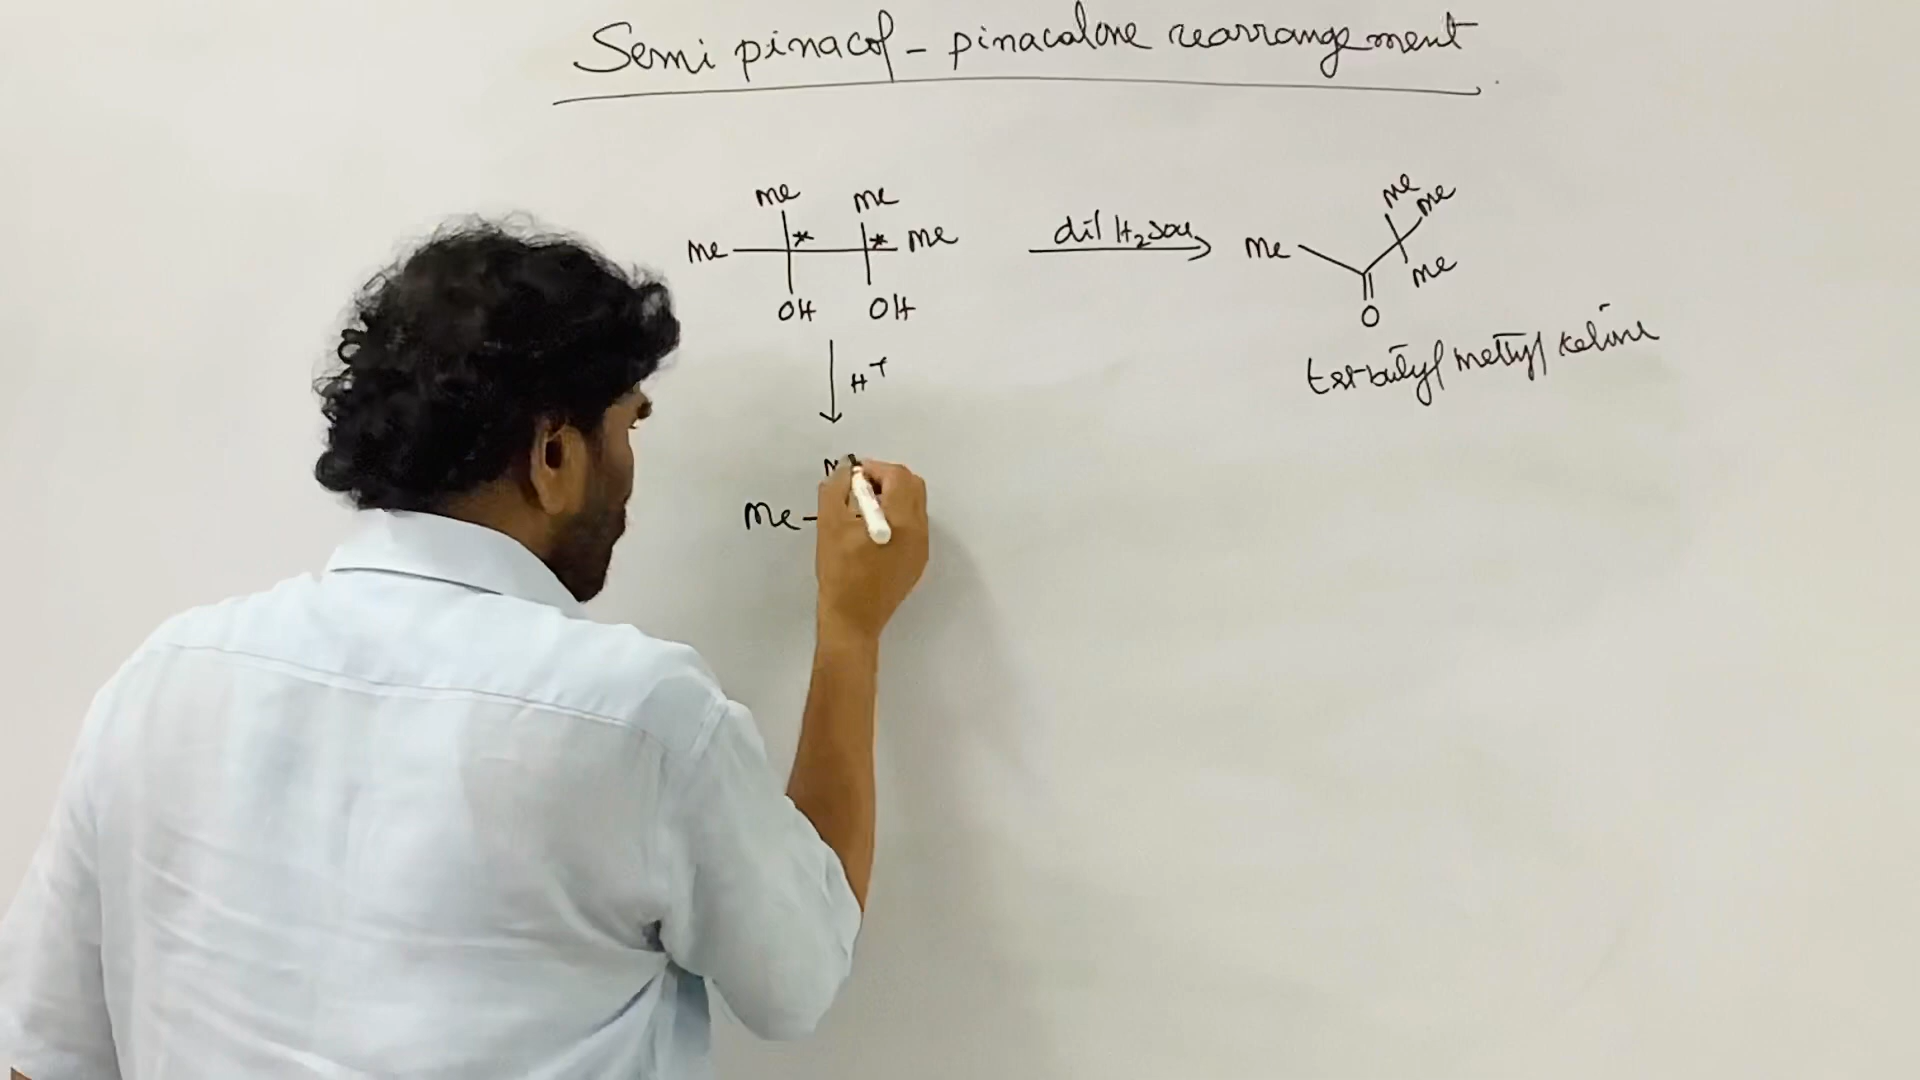 Semi pinacol - pinacalone rearrangement
Me Me
Me * * Me
OH OH
dil H₂SO₄
Me Me
Me Me
O
tert-butyl methyl ketone
H⁺
Me